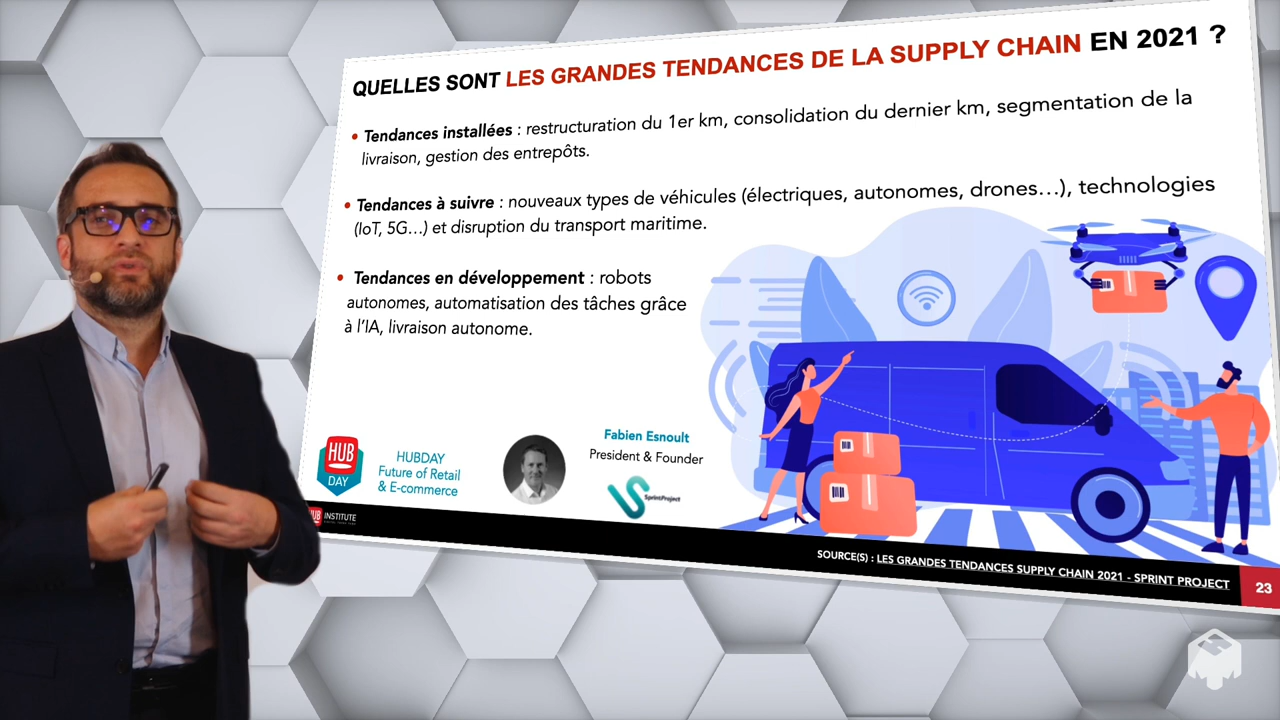 QUELLES SONT LES GRANDES TENDANCES DE LA SUPPLY CHAIN EN 2021 ?
• Tendances installées : restructuration du 1er km, consolidation du dernier km, segmentation de la
livraison, gestion des entrepôts.
• Tendances à suivre : nouveaux types de véhicules (électriques, autonomes, drones…), technologies
(IoT, 5G…) et disruption du transport maritime.
• Tendances en développement : robots
autonomes, automatisation des tâches grâce
à l’IA, livraison autonome.
HUB
DAY
HUBDAY
Future of Retail
& E-commerce
Fabien Esnoult
President & Founder
SprintProject
HUB INSTITUTE
SOURCE(S) : LES GRANDES TENDANCES SUPPLY CHAIN 2021 - SPRINT PROJECT
23